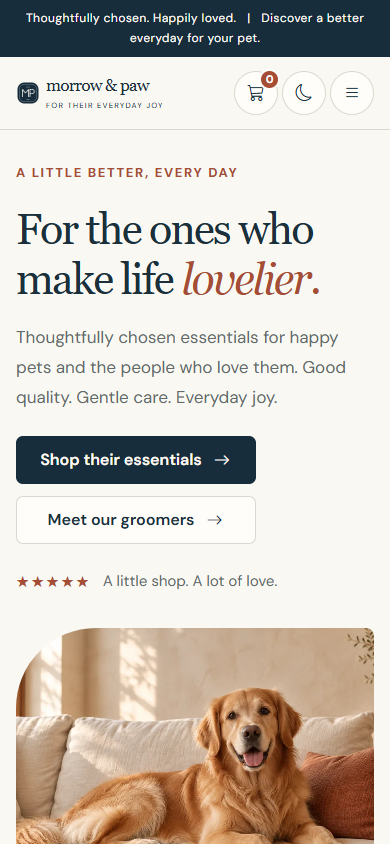 Thoughtfully chosen. Happily loved. | Discover a better
everyday for your pet.
MP
morrow & paw
FOR THEIR EVERYDAY JOY
0
A LITTLE BETTER, EVERY DAY
For the ones who
make life lovelier.
Thoughtfully chosen essentials for happy
pets and the people who love them. Good
quality. Gentle care. Everyday joy.
Shop their essentials →
Meet our groomers →
★★★★★ A little shop. A lot of love.